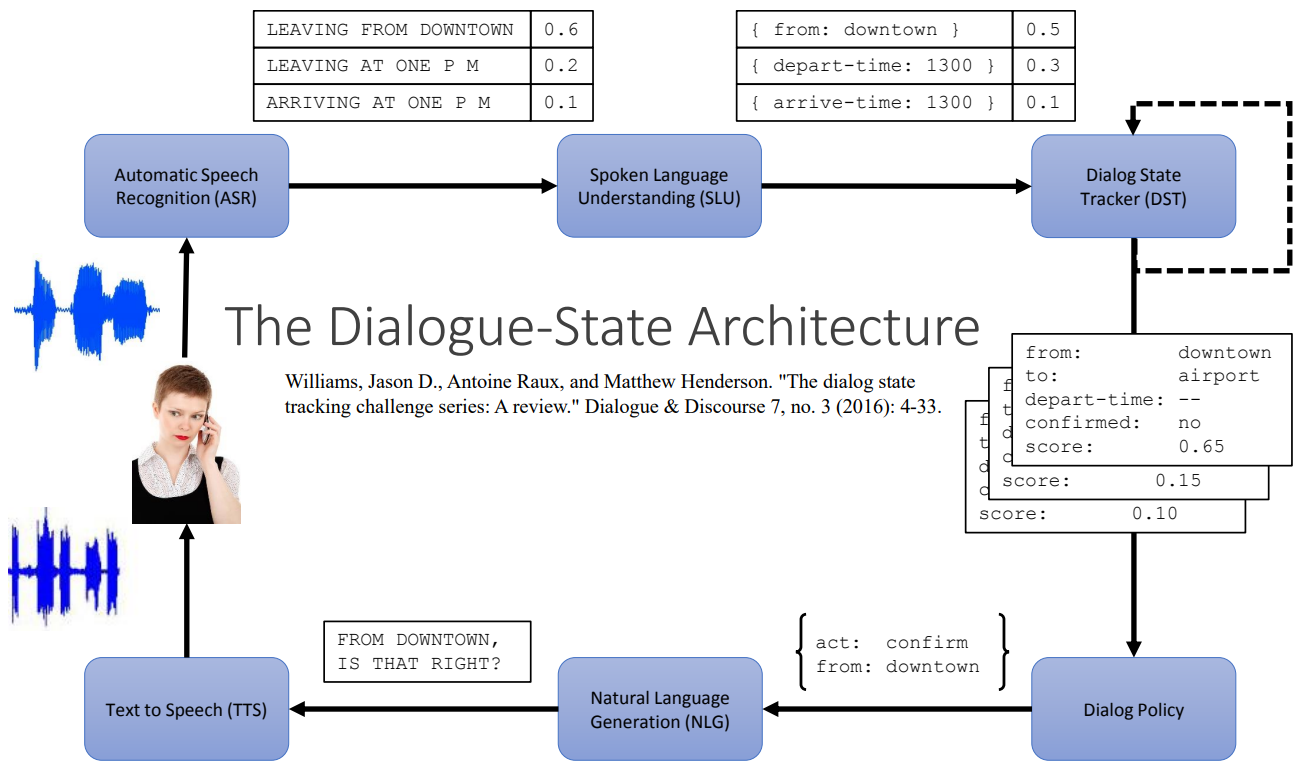 LEAVING FROM DOWNTOWN 0.6
LEAVING AT ONE P M 0.2
ARRIVING AT ONE P M 0.1
{ from: downtown } 0.5
{ depart-time: 1300 } 0.3
{ arrive-time: 1300 } 0.1
Automatic Speech
Recognition (ASR)
Spoken Language
Understanding (SLU)
Dialog State
Tracker (DST)
The Dialogue-State Architecture
Williams, Jason D., Antoine Raux, and Matthew Henderson. "The dialog state
tracking challenge series: A review." Dialogue & Discourse 7, no. 3 (2016): 4-33.
from: downtown
to: airport
depart-time: --
confirmed: no
score: 0.65
score: 0.15
score: 0.10
act: confirm
from: downtown
FROM DOWNTOWN,
IS THAT RIGHT?
Text to Speech (TTS)
Natural Language
Generation (NLG)
Dialog Policy